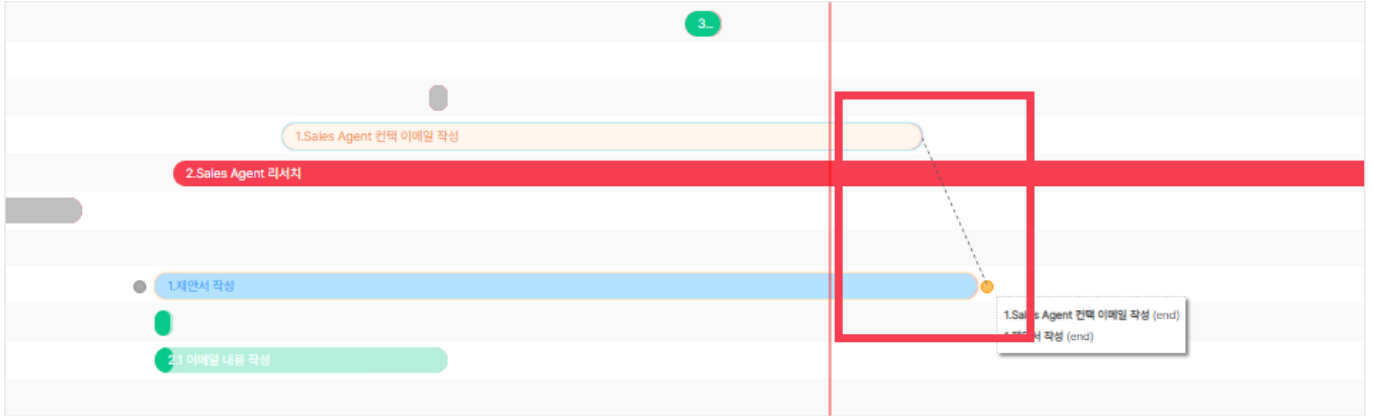 3...
1.Sales Agent 컨택 이메일 작성
2.Sales Agent 리서치
1.제안서 작성
1.Sales Agent 컨택 이메일 작성 (end)
1.제안서 작성 (end)
2.1 이메일 내용 작성